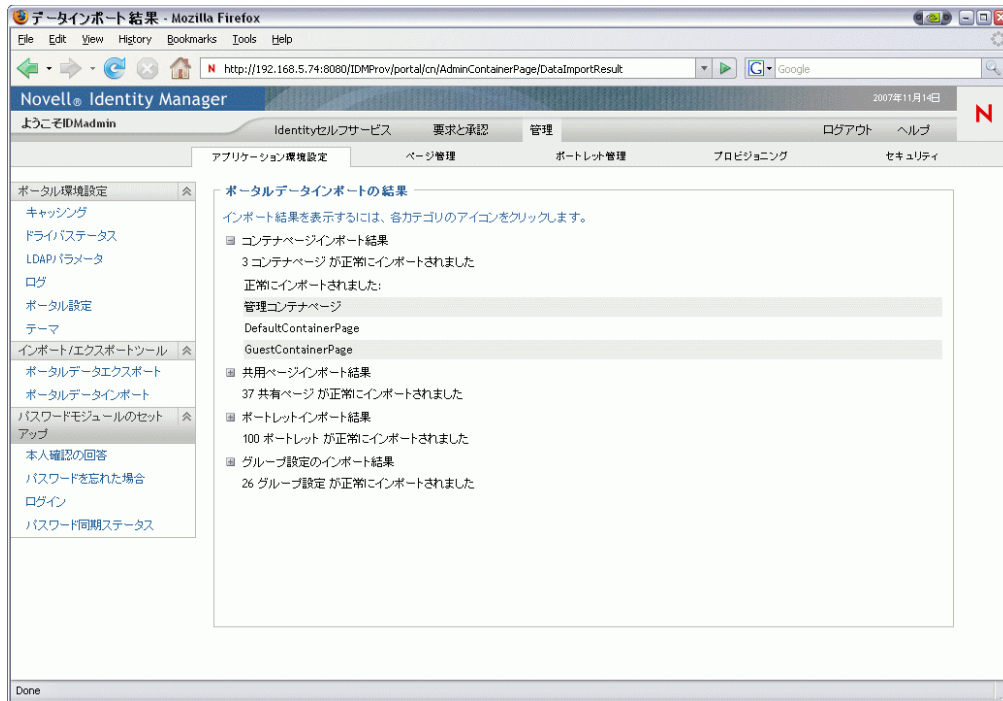 データインポート結果 - Mozilla Firefox
File Edit View History Bookmarks Tools Help
N http://192.168.5.74:8080/IDMProv/portal/cn/AdminContainerPage/DataImportResult G Google
Novell® Identity Manager 2007年11月14日
ようこそIDMadmin Identityセルフサービス 要求と承認 管理 ログアウト ヘルプ N
アプリケーション環境設定 ページ管理 ポートレット管理 プロビジョニング セキュリティ
ポータル環境設定
キャッシング
ドライバステータス
LDAPパラメータ
ログ
ポータル設定
テーマ
インポート/エクスポートツール
ポータルデータエクスポート
ポータルデータインポート
パスワードモジュールのセット
アップ
本人確認の回答
パスワードを忘れた場合
ログイン
パスワード同期ステータス
ポータルデータインポートの結果
インポート結果を表示するには、各カテゴリのアイコンをクリックします。
コンテナページインポート結果
3 コンテナページ が正常にインポートされました
正常にインポートされました:
管理コンテナページ
DefaultContainerPage
GuestContainerPage
共用ページインポート結果
37 共有ページ が正常にインポートされました
ポートレットインポート結果
100 ポートレット が正常にインポートされました
グループ設定のインポート結果
26 グループ設定 が正常にインポートされました
Done